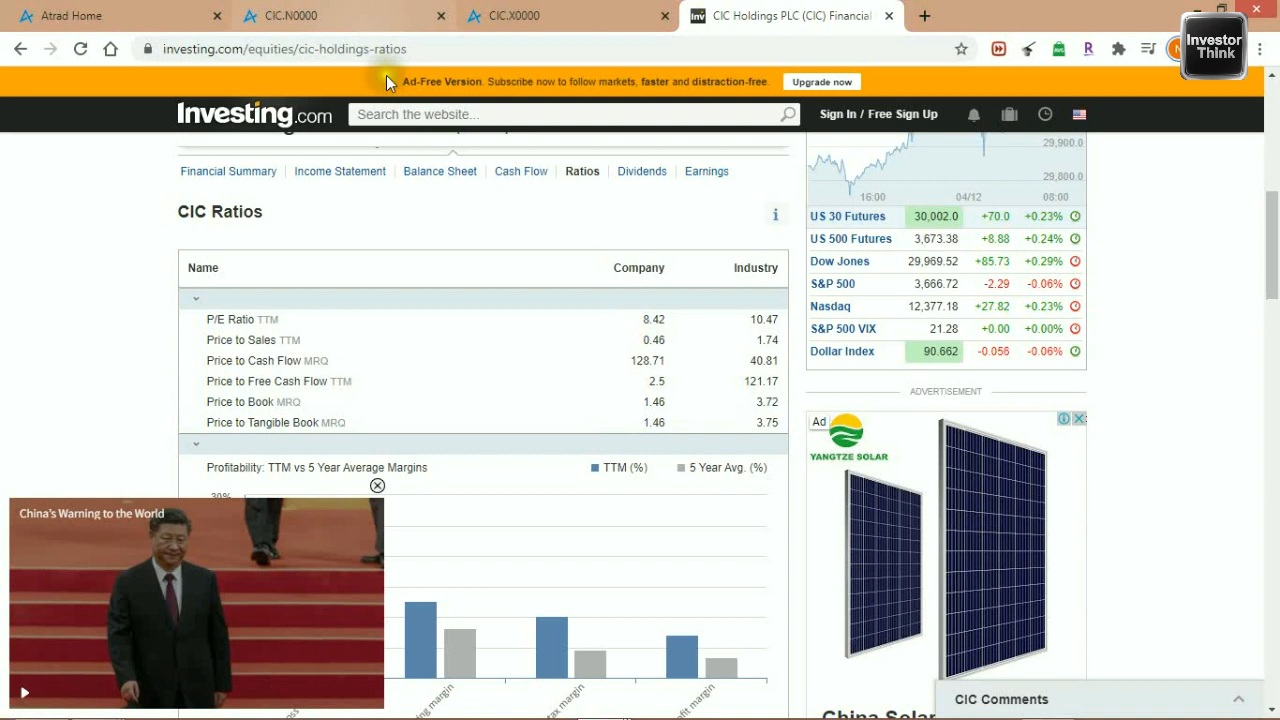 Atrad Home
CIC.N0000
CIC.X0000
CIC Holdings PLC (CIC) Financial
investing.com/equities/cic-holdings-ratios
Investor
Think
Ad-Free Version. Subscribe now to follow markets, faster and distraction-free.
Upgrade now
Investing.com
Search the website...
Sign In / Free Sign Up
Financial Summary
Income Statement
Balance Sheet
Cash Flow
Ratios
Dividends
Earnings
CIC Ratios
Name Company Industry
P/E Ratio TTM 8.42 10.47
Price to Sales TTM 0.46 1.74
Price to Cash Flow MRQ 128.71 40.81
Price to Free Cash Flow TTM 2.5 121.17
Price to Book MRQ 1.46 3.72
Price to Tangible Book MRQ 1.46 3.75
Profitability: TTM vs 5 Year Average Margins
TTM (%) 5 Year Avg. (%)
30%
tax margin
China's Warning to the World
29,900.0
29,800.0
16:00 04/12 08:00
US 30 Futures 30,002.0 +70.0 +0.23%
US 500 Futures 3,673.38 +8.88 +0.24%
Dow Jones 29,969.52 +85.73 +0.29%
S&P 500 3,666.72 -2.29 -0.06%
Nasdaq 12,377.18 +27.82 +0.23%
S&P 500 VIX 21.28 +0.00 +0.00%
Dollar Index 90.662 -0.056 -0.06%
ADVERTISEMENT
Ad
YANGTZE SOLAR
China Solar
CIC Comments